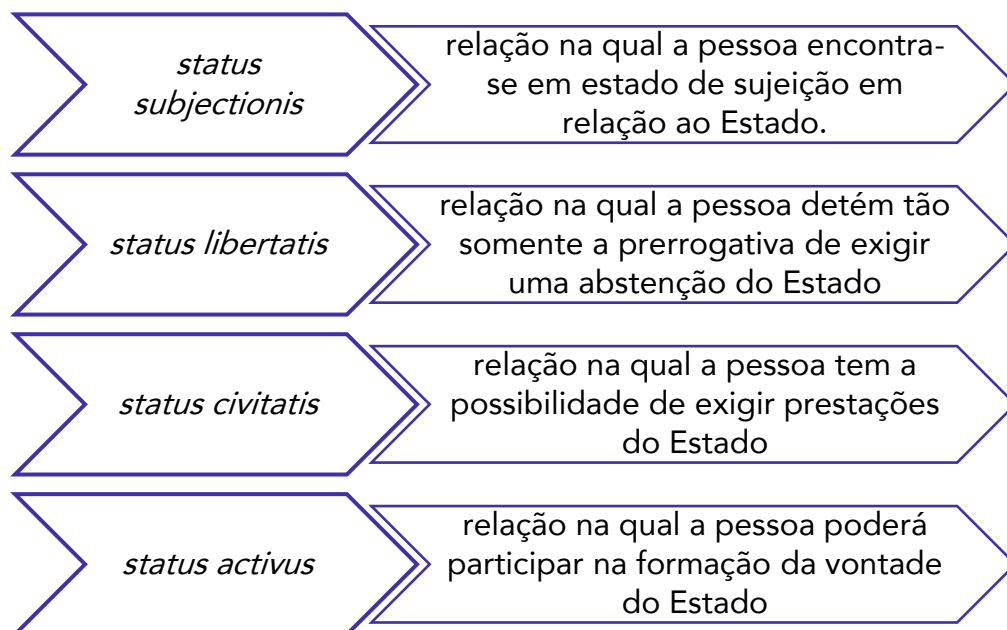 status
subjectionis
relação na qual a pessoa encontra-
se em estado de sujeição em
relação ao Estado.
status libertatis
relação na qual a pessoa detém tão
somente a prerrogativa de exigir
uma abstenção do Estado
status civitatis
relação na qual a pessoa tem a
possibilidade de exigir prestações
do Estado
status activus
relação na qual a pessoa poderá
participar na formação da vontade
do Estado